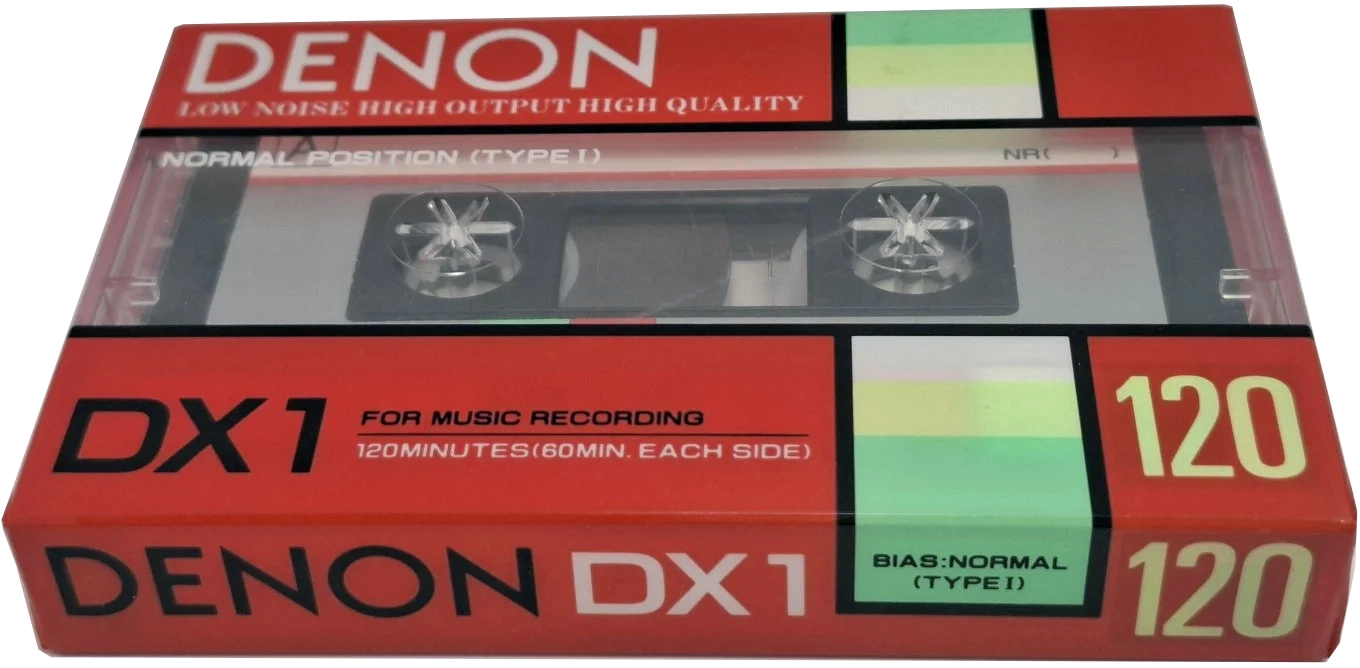 DENON
LOW NOISE HIGH OUTPUT HIGH QUALITY
A
NORMAL POSITION (TYPE I)
NR( )
DX1
FOR MUSIC RECORDING
120MINUTES(60MIN. EACH SIDE)
120
DENON DX1
BIAS:NORMAL
(TYPE I)
120